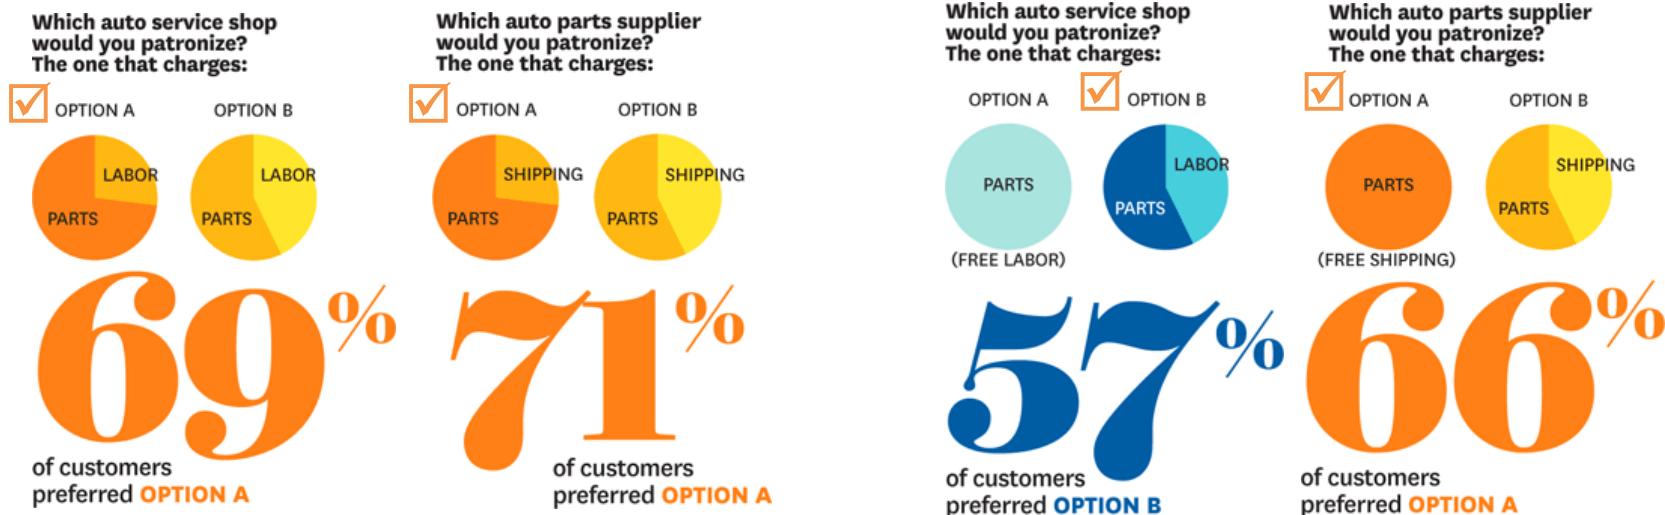 Which auto service shop
would you patronize?
The one that charges:
OPTION A
OPTION B
LABOR
PARTS
LABOR
PARTS
69%
of customers
preferred OPTION A
Which auto parts supplier
would you patronize?
The one that charges:
OPTION A
OPTION B
SHIPPING
PARTS
SHIPPING
PARTS
71%
of customers
preferred OPTION A
Which auto service shop
would you patronize?
The one that charges:
OPTION A
OPTION B
PARTS
(FREE LABOR)
LABOR
PARTS
57%
of customers
preferred OPTION B
Which auto parts supplier
would you patronize?
The one that charges:
OPTION A
OPTION B
PARTS
(FREE SHIPPING)
SHIPPING
PARTS
66%
of customers
preferred OPTION A